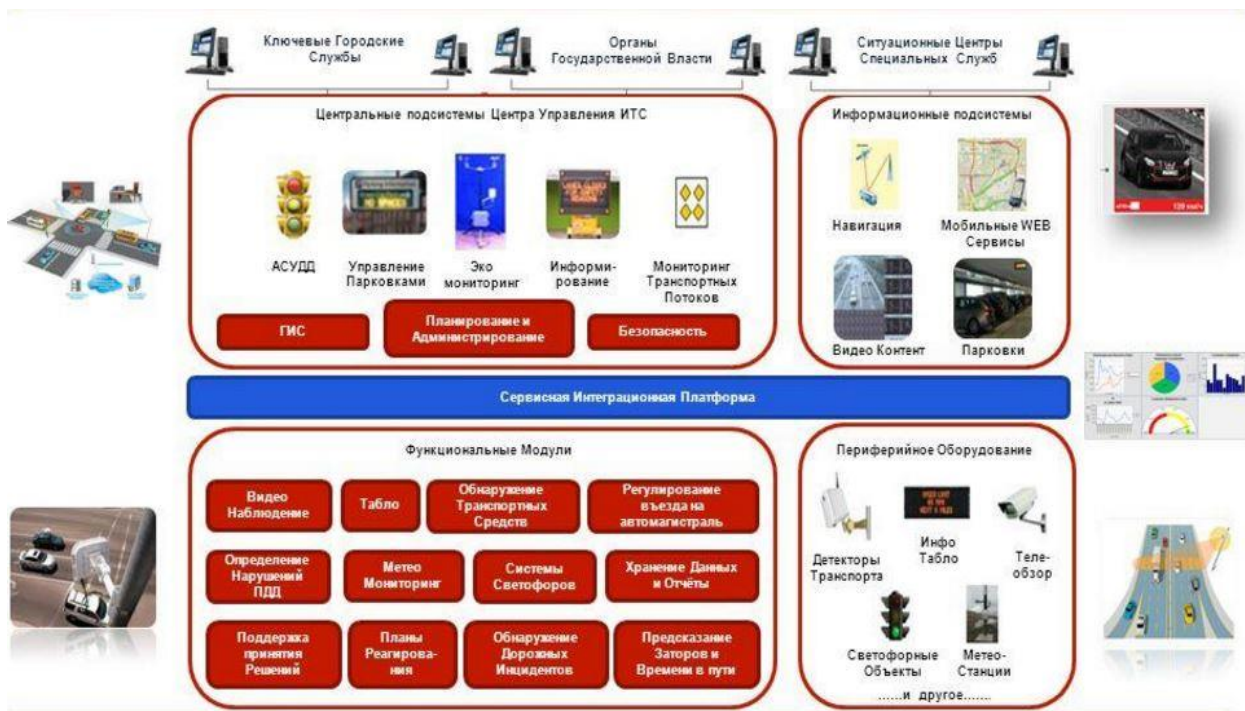 Ключевые Городские
Службы
Органы
Государственной Власти
Ситуационные Центры
Специальных Служб
Центральные подсистемы Центра Управления ИТС
АСУДД
Управление
Парковками
Эко
мониторинг
Информи-
рование
Мониторинг
Транспортных
Потоков
ГИС
Планирование и
Администрирование
Безопасность
Информационные подсистемы
Навигация
Мобильные WEB
Сервисы
Видео Контент
Парковки
Сервисная Интеграционная Платформа
Функциональные Модули
Видео
Наблюдение
Табло
Обнаружение
Транспортных
Средств
Регулирование
въезда на
автомагистраль
Определение
Нарушений
ПДД
Метео
Мониторинг
Системы
Светофоров
Хранение Данных
и Отчёты
Поддержка
принятия
Решений
Планы
Реагирова-
ния
Обнаружение
Дорожных
Инцидентов
Предсказание
Заторов и
Времени в пути
Периферийное Оборудование
Детекторы
Транспорта
Инфо
Табло
Теле-
обзор
Светофорные
Объекты
Метео-
Станции
......и другое.......